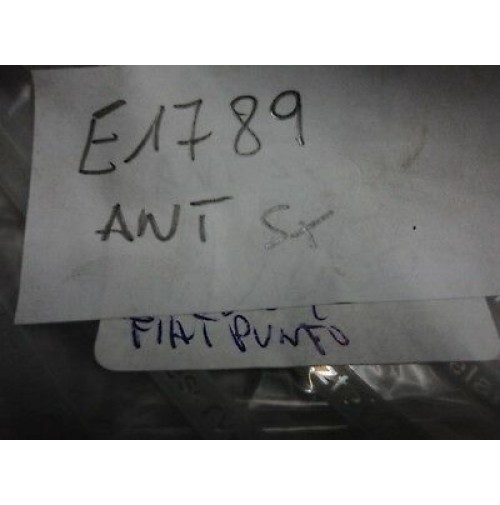 E1789
ANT Sx
FIAT PUNTO